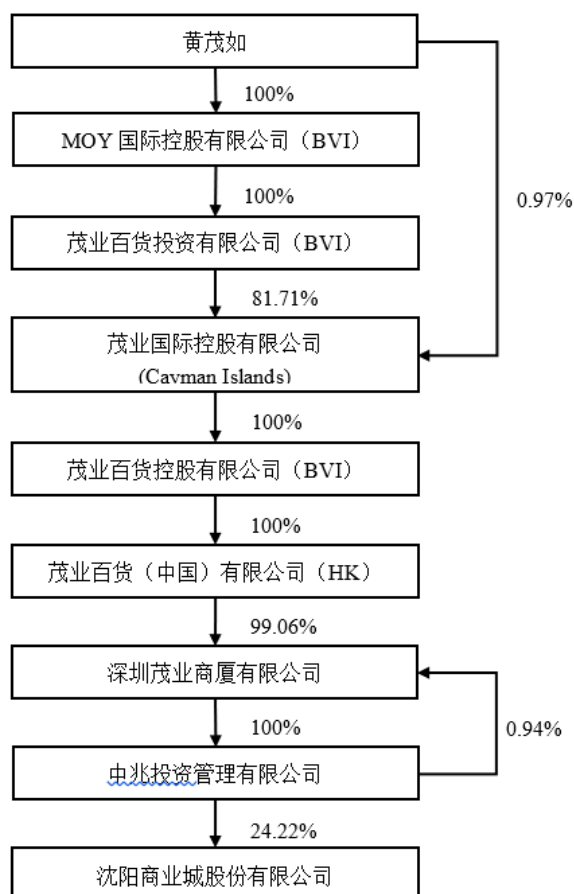 黄茂如
100%
MOY 国际控股有限公司（BVI）
100%
0.97%
茂业百货投资有限公司（BVI）
81.71%
茂业国际控股有限公司
(Cayman Islands)
100%
茂业百货控股有限公司（BVI）
100%
茂业百货（中国）有限公司（HK）
99.06%
深圳茂业商厦有限公司
100%
0.94%
中兆投资管理有限公司
24.22%
沈阳商业城股份有限公司